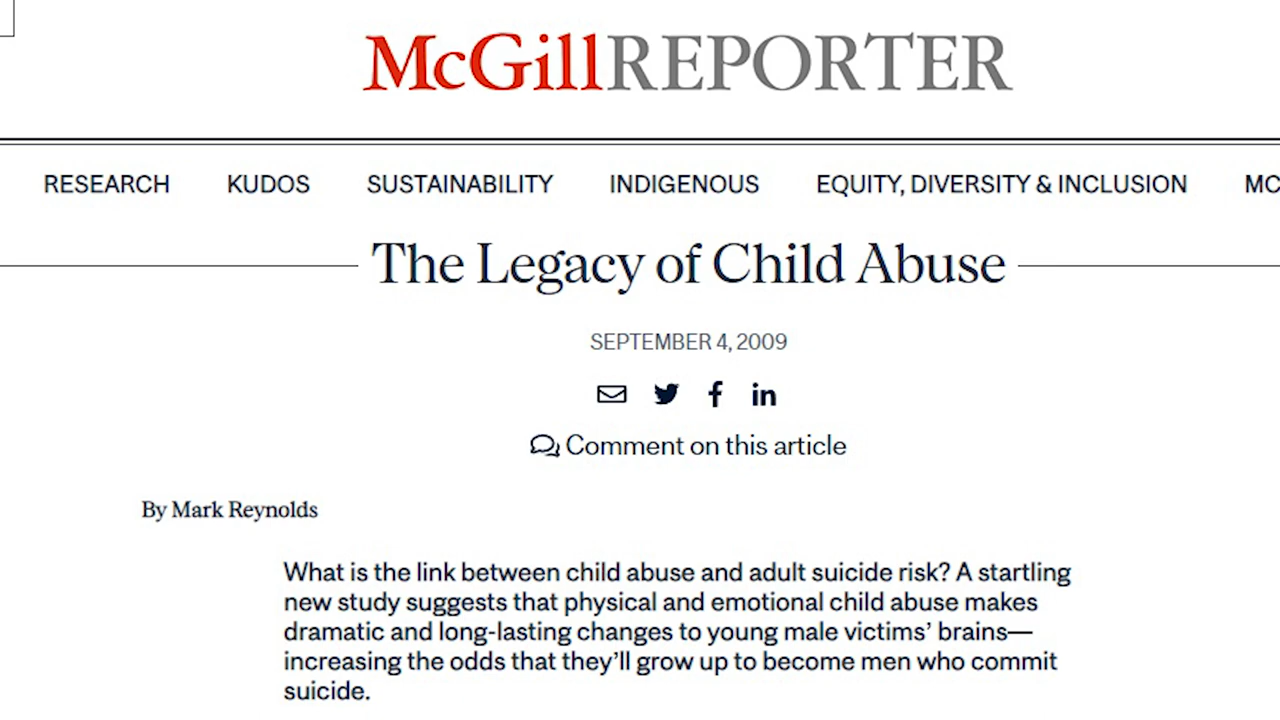 McGillREPORTER
RESEARCH KUDOS SUSTAINABILITY INDIGENOUS EQUITY, DIVERSITY & INCLUSION MC
The Legacy of Child Abuse
SEPTEMBER 4, 2009
Comment on this article
By Mark Reynolds
What is the link between child abuse and adult suicide risk? A startling
new study suggests that physical and emotional child abuse makes
dramatic and long-lasting changes to young male victims’ brains—
increasing the odds that they’ll grow up to become men who commit
suicide.